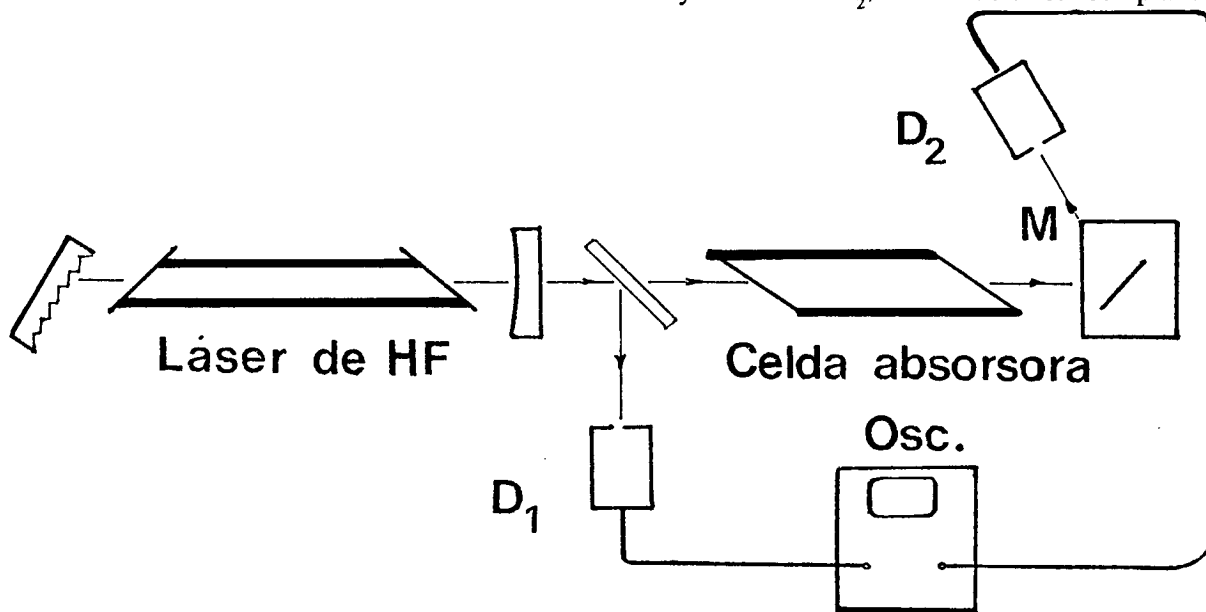 D₂
M
Láser de HF
Celda absorsora
Osc.
D₁